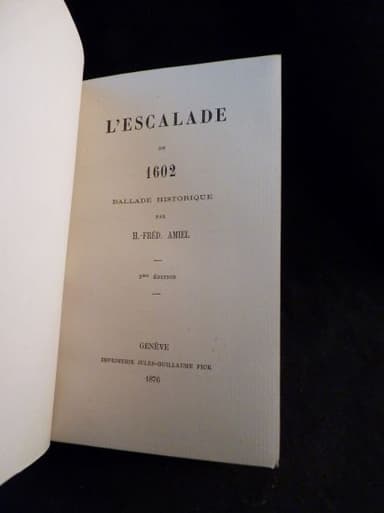 L'ESCALADE
DE
1602
BALLADE HISTORIQUE
PAR
H.-FRÉD. AMIEL
2me ÉDITION
GENÈVE
IMPRIMERIE JULES-GUILLAUME FICK
1876